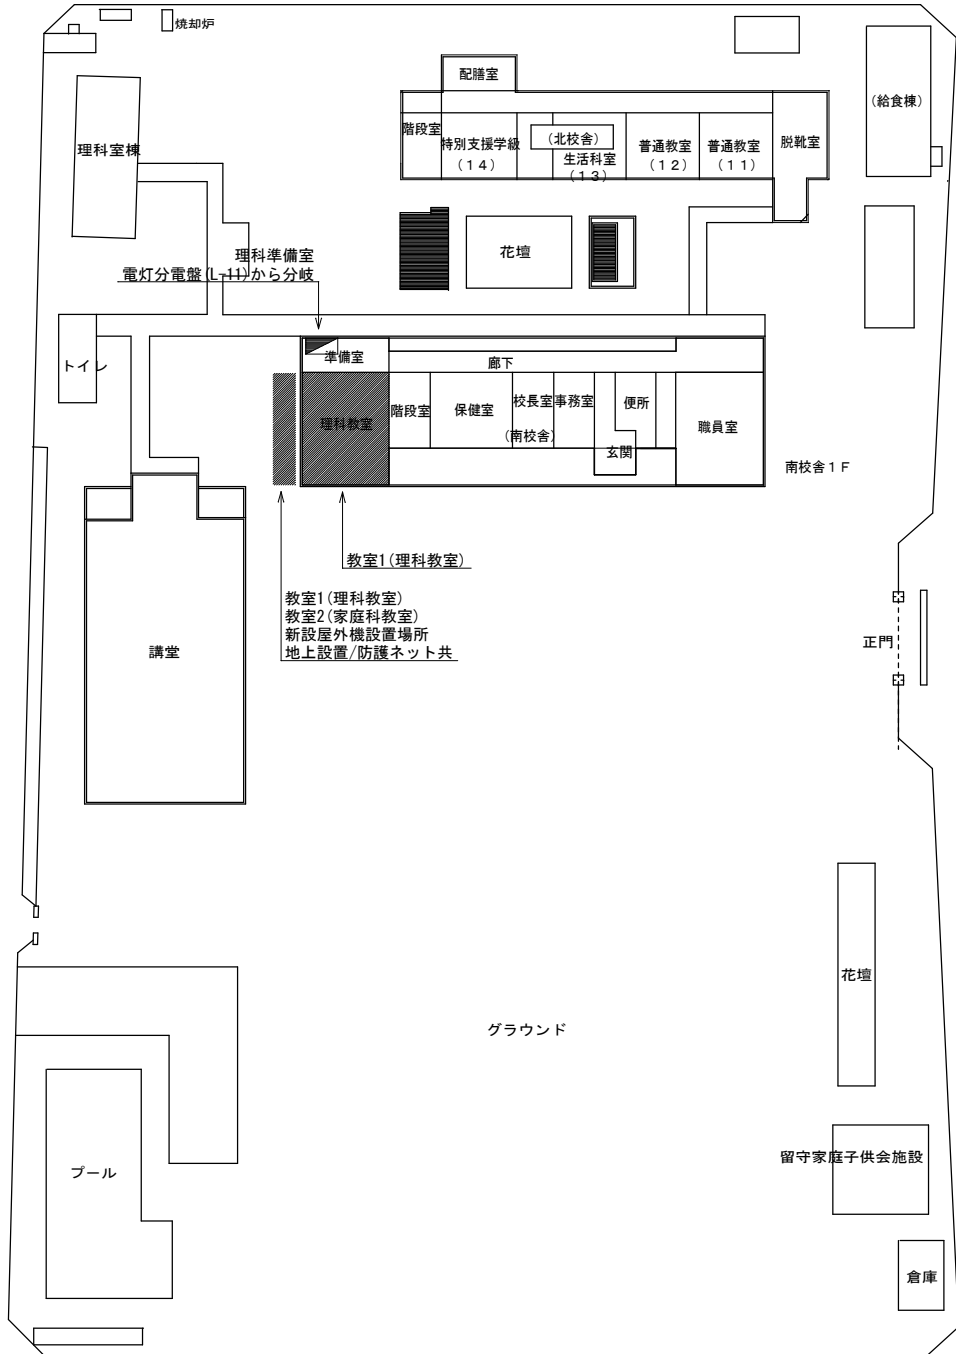 焼却炉
配膳室
(給食棟)
階段室
特別支援学級
(14)
(北校舎)
生活科室
(13)
普通教室
(12)
普通教室
(11)
脱靴室
理科室棟
花壇
理科準備室
電灯分電盤(L-11)から分岐
トイレ
準備室
廊下
理科教室
階段室
保健室
校長室
事務室
便所
職員室
(南校舎)
玄関
南校舎1F
教室1(理科教室)
教室1(理科教室)
教室2(家庭科教室)
新設屋外機設置場所
地上設置/防護ネット共
講堂
正門
花壇
グラウンド
プール
留守家庭子供会施設
倉庫